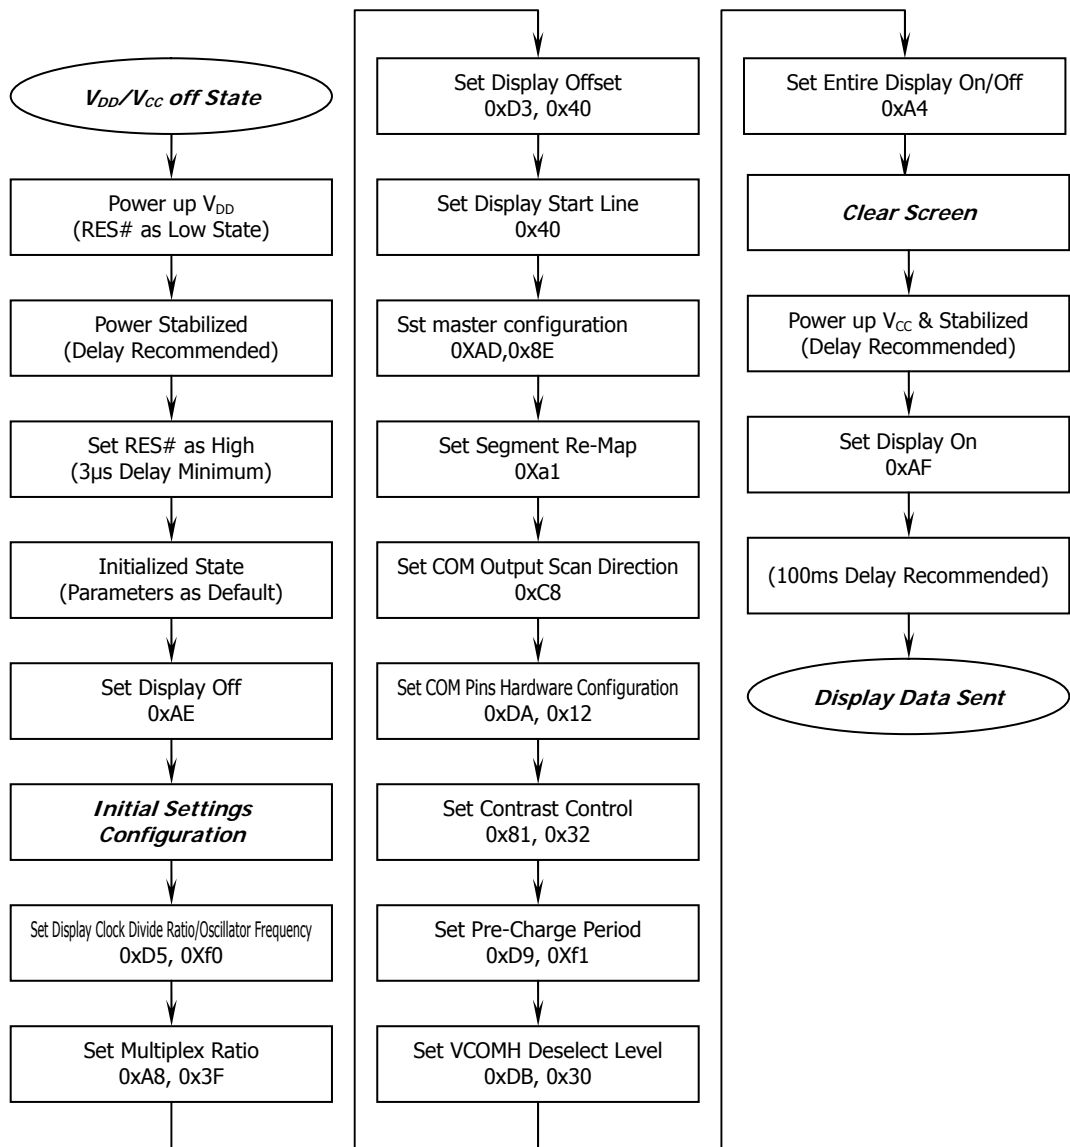 V_DD/V_CC off State
Power up V_DD
(RES# as Low State)
Power Stabilized
(Delay Recommended)
Set RES# as High
(3µs Delay Minimum)
Initialized State
(Parameters as Default)
Set Display Off
0xAE
Initial Settings
Configuration
Set Display Clock Divide Ratio/Oscillator Frequency
0xD5, 0Xf0
Set Multiplex Ratio
0xA8, 0x3F
Set Display Offset
0xD3, 0x40
Set Display Start Line
0x40
Sst master configuration
0XAD,0x8E
Set Segment Re-Map
0Xa1
Set COM Output Scan Direction
0xC8
Set COM Pins Hardware Configuration
0xDA, 0x12
Set Contrast Control
0x81, 0x32
Set Pre-Charge Period
0xD9, 0Xf1
Set VCOMH Deselect Level
0xDB, 0x30
Set Entire Display On/Off
0xA4
Clear Screen
Power up V_CC & Stabilized
(Delay Recommended)
Set Display On
0xAF
(100ms Delay Recommended)
Display Data Sent